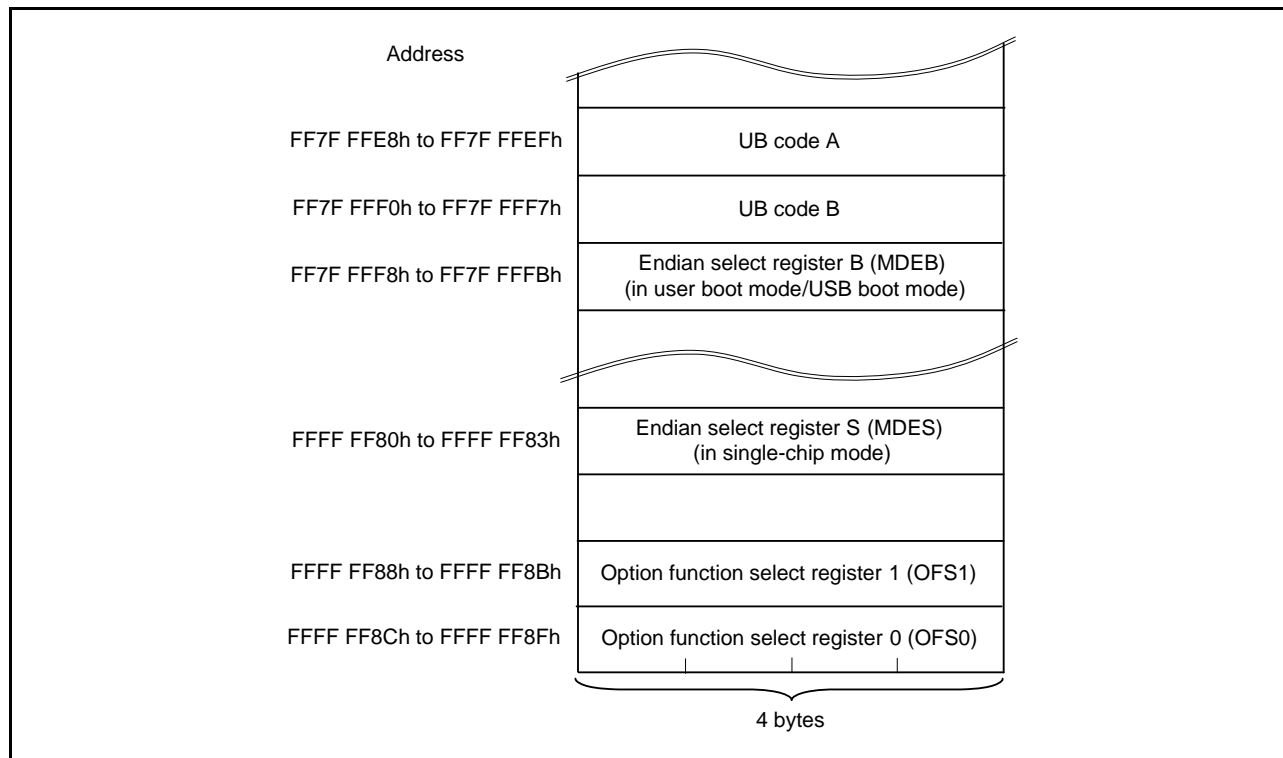 Address
FF7F FFE8h to FF7F FFEFh
UB code A
FF7F FFF0h to FF7F FFF7h
UB code B
FF7F FFF8h to FF7F FFFBh
Endian select register B (MDEB)
(in user boot mode/USB boot mode)
FFFF FF80h to FFFF FF83h
Endian select register S (MDES)
(in single-chip mode)
FFFF FF88h to FFFF FF8Bh
Option function select register 1 (OFS1)
FFFF FF8Ch to FFFF FF8Fh
Option function select register 0 (OFS0)
4 bytes